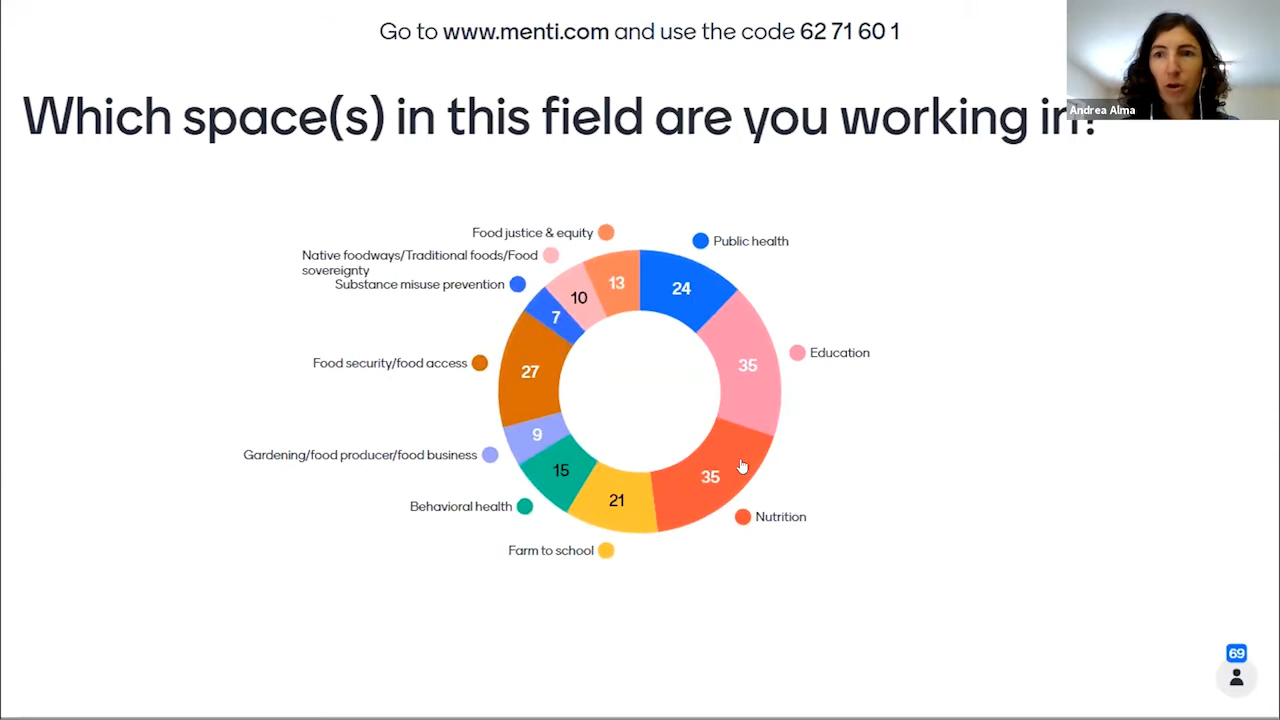 Go to www.menti.com and use the code 62 71 60 1
Which space(s) in this field are you working in?
Andrea Alma
Food justice & equity
Public health
Native foodways/Traditional foods/Food
sovereignty
Substance misuse prevention
13
24
10
7
Education
35
Food security/food access
27
Gardening/food producer/food business
9
15
35
21
Behavioral health
Nutrition
Farm to school
69